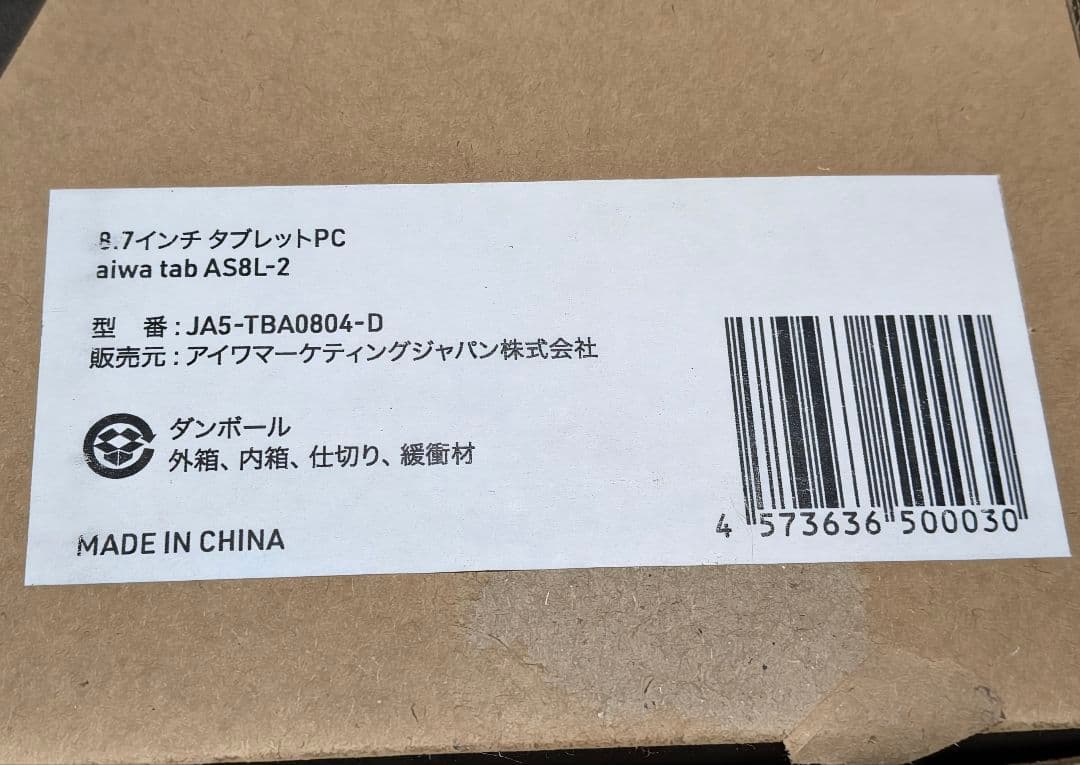 8.7インチ タブレットPC
aiwa tab AS8L-2
型 番:JA5-TBA0804-D
販売元:アイワマーケティングジャパン株式会社
ダンボール
外箱、内箱、仕切り、緩衝材
MADE IN CHINA
4 573636 500030